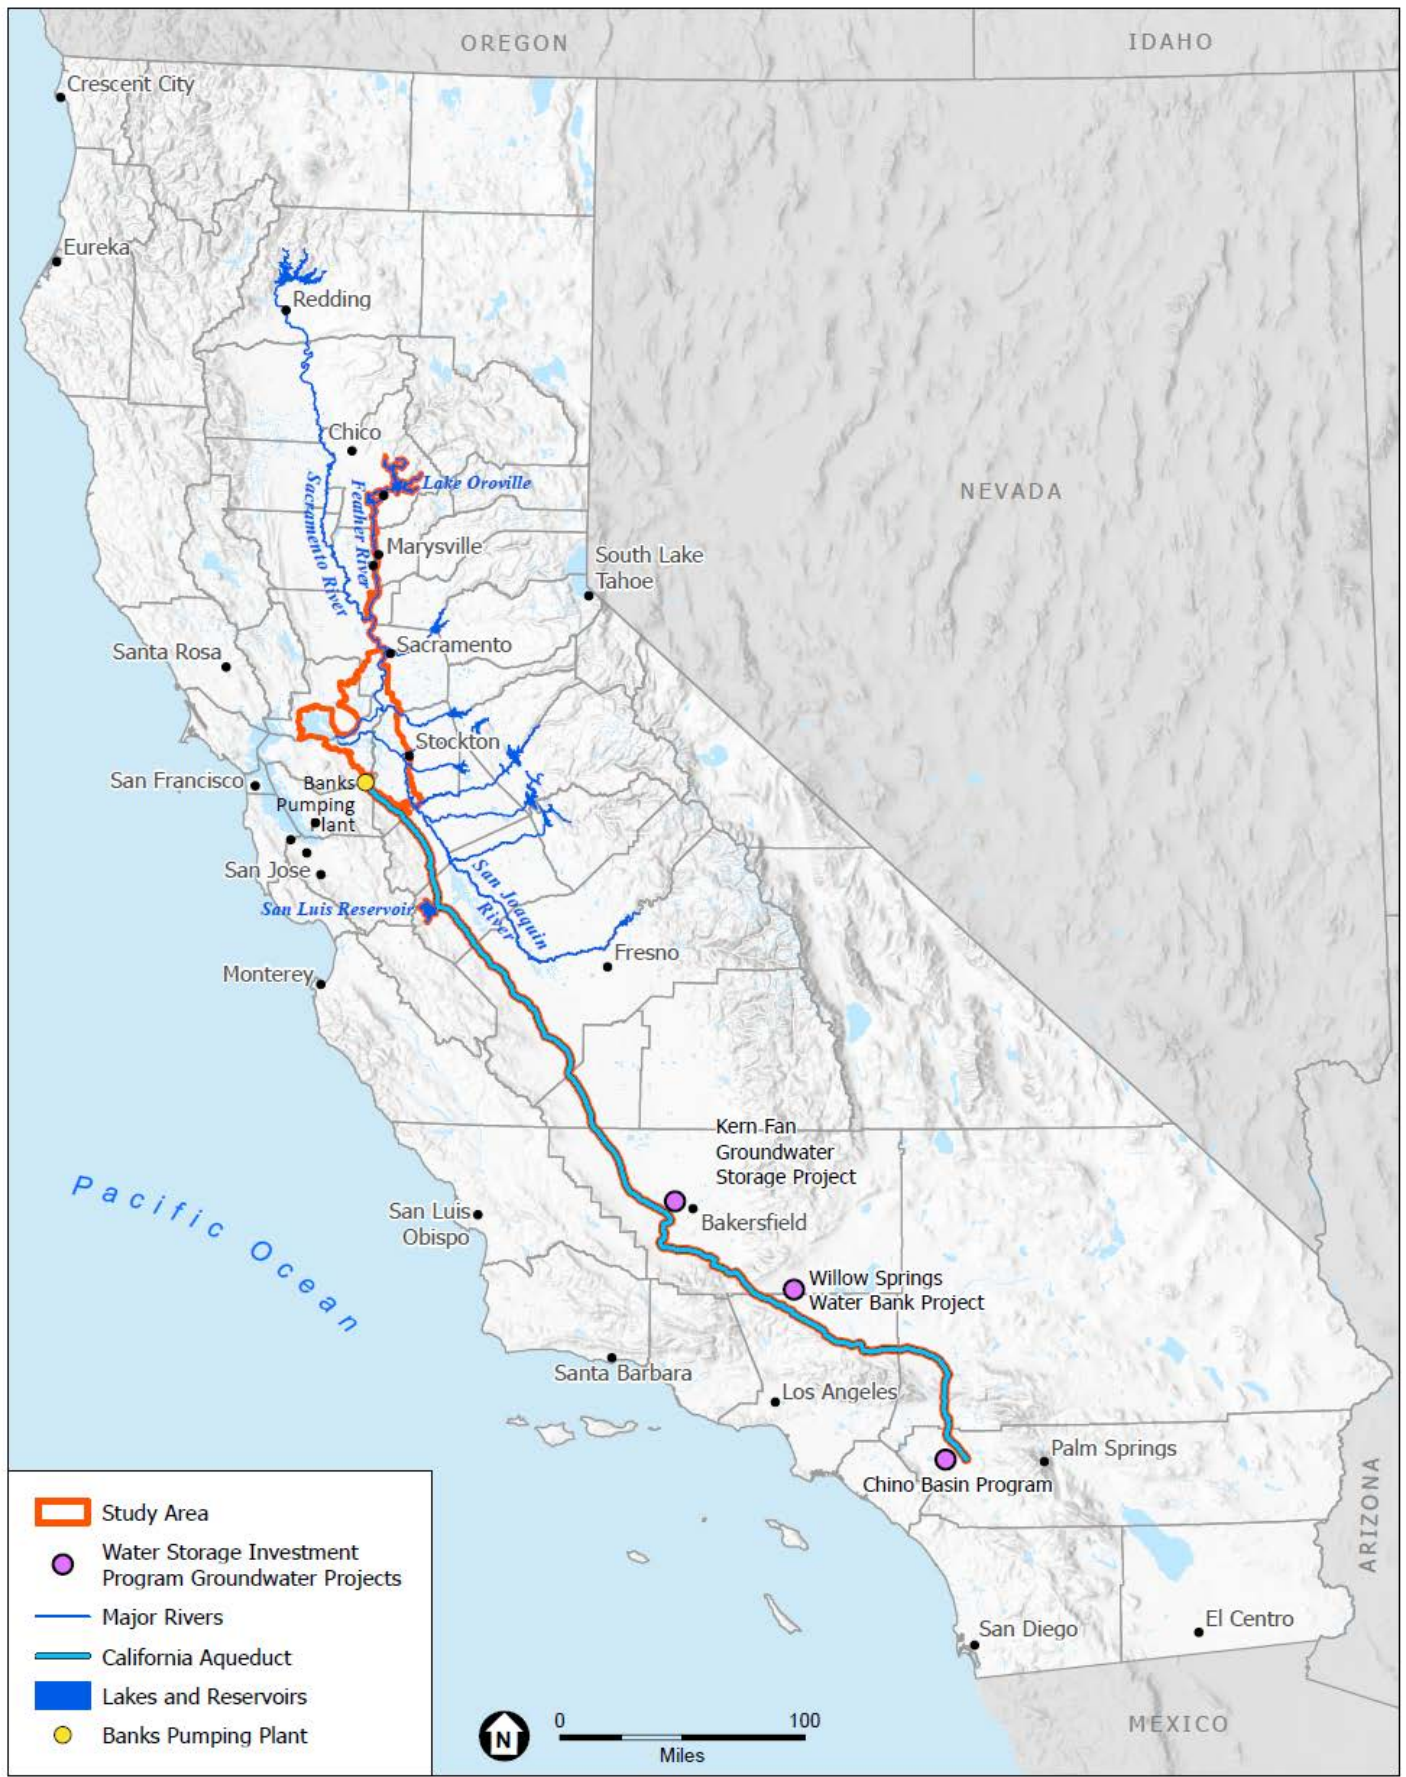 OREGON
IDAHO
Crescent City
Eureka
Redding
Chico
Lake Oroville
Sacramento River
Feather River
NEVADA
Marysville
South Lake
Tahoe
Santa Rosa
Sacramento
Stockton
San Francisco
Banks
Pumping
Plant
San Jose
San Joaquin
River
San Luis Reservoir
Fresno
Monterey
Kern Fan
Groundwater
Storage Project
Pacific Ocean
San Luis
Obispo
Bakersfield
Willow Springs
Water Bank Project
Santa Barbara
Los Angeles
Palm Springs
Chino Basin Program
ARIZONA
San Diego
El Centro
MEXICO
Study Area
Water Storage Investment
Program Groundwater Projects
Major Rivers
California Aqueduct
Lakes and Reservoirs
Banks Pumping Plant
N
0 100
Miles